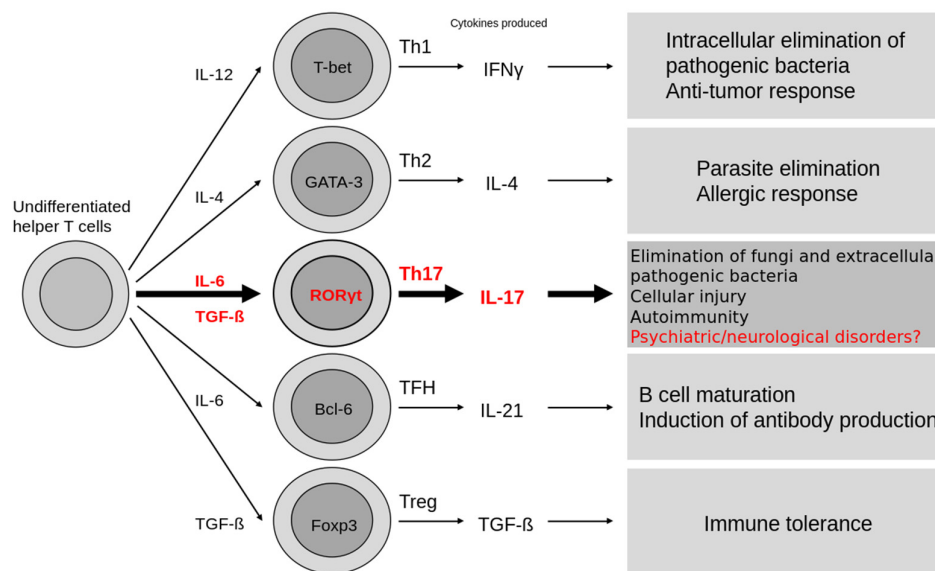 Cytokines produced
IL-12
T-bet
Th1
IFNγ
Intracellular elimination of
pathogenic bacteria
Anti-tumor response
IL-4
GATA-3
Th2
IL-4
Parasite elimination
Allergic response
Undifferentiated
helper T cells
IL-6
TGF-ß
RORγt
Th17
IL-17
Elimination of fungi and extracellula
pathogenic bacteria
Cellular injury
Autoimmunity
Psychiatric/neurological disorders?
IL-6
Bcl-6
TFH
IL-21
B cell maturation
Induction of antibody production
TGF-ß
Foxp3
Treg
TGF-ß
Immune tolerance